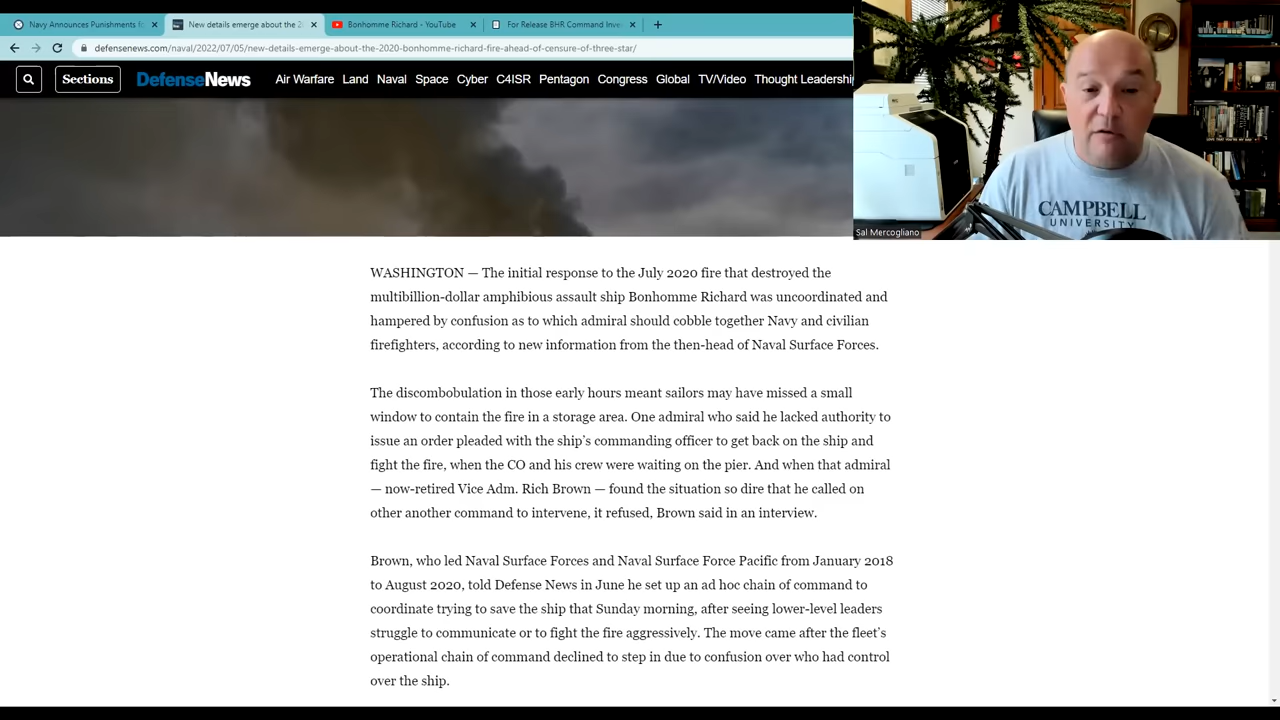 Navy Announces Punishments f
New details emerge about the 2
Bonhomme Richard - YouTube
For Release BHR Command Inve
defensenews.com/naval/2022/07/05/new-details-emerge-about-the-2020-bonhomme-richard-fire-ahead-of-censure-of-three-star/
Sections
DefenseNews
Air Warfare Land Naval Space Cyber C4ISR Pentagon Congress Global TV/Video Thought Leadershi
CAMPBELL
UNIVERSITY
Sal Mercogliano
WASHINGTON — The initial response to the July 2020 fire that destroyed the
multibillion-dollar amphibious assault ship Bonhomme Richard was uncoordinated and
hampered by confusion as to which admiral should cobble together Navy and civilian
firefighters, according to new information from the then-head of Naval Surface Forces.
The discombobulation in those early hours meant sailors may have missed a small
window to contain the fire in a storage area. One admiral who said he lacked authority to
issue an order pleaded with the ship's commanding officer to get back on the ship and
fight the fire, when the CO and his crew were waiting on the pier. And when that admiral
— now-retired Vice Adm. Rich Brown — found the situation so dire that he called on
other another command to intervene, it refused, Brown said in an interview.
Brown, who led Naval Surface Forces and Naval Surface Force Pacific from January 2018
to August 2020, told Defense News in June he set up an ad hoc chain of command to
coordinate trying to save the ship that Sunday morning, after seeing lower-level leaders
struggle to communicate or to fight the fire aggressively. The move came after the fleet's
operational chain of command declined to step in due to confusion over who had control
over the ship.